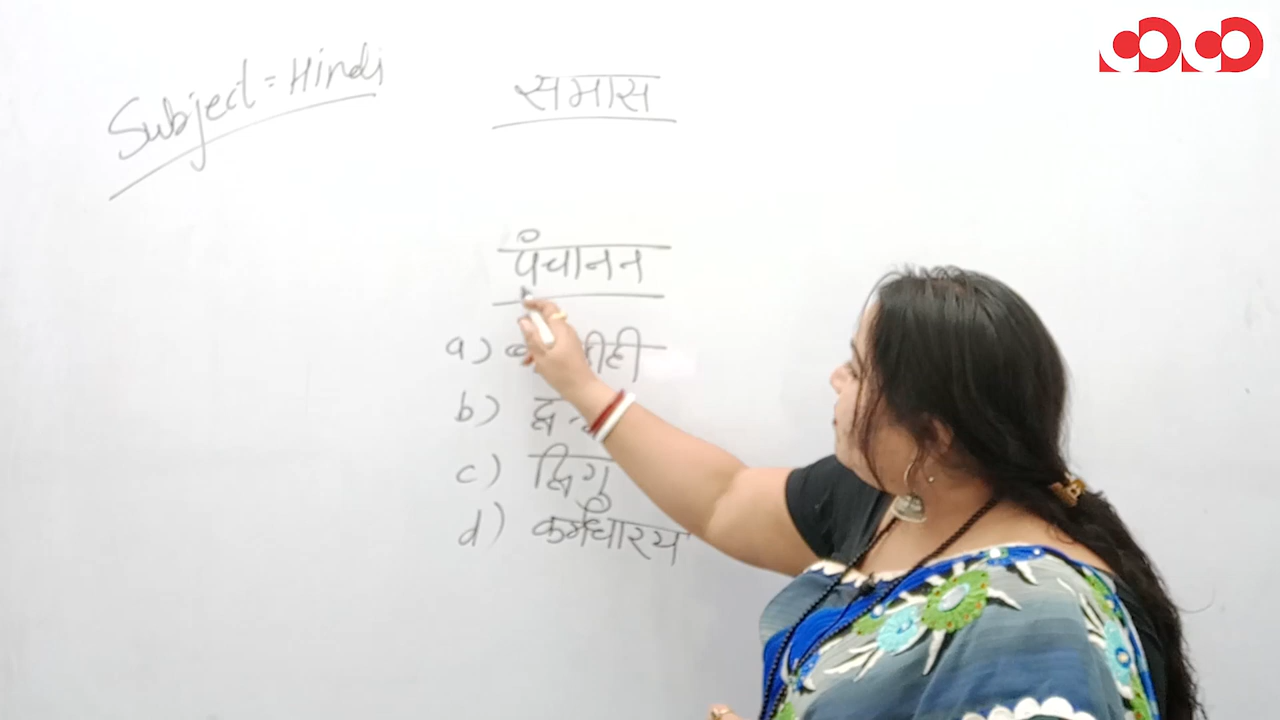 Subject = Hindi
समास
पंचानन
a)
b)
c) द्विगु
d) कर्मधारय